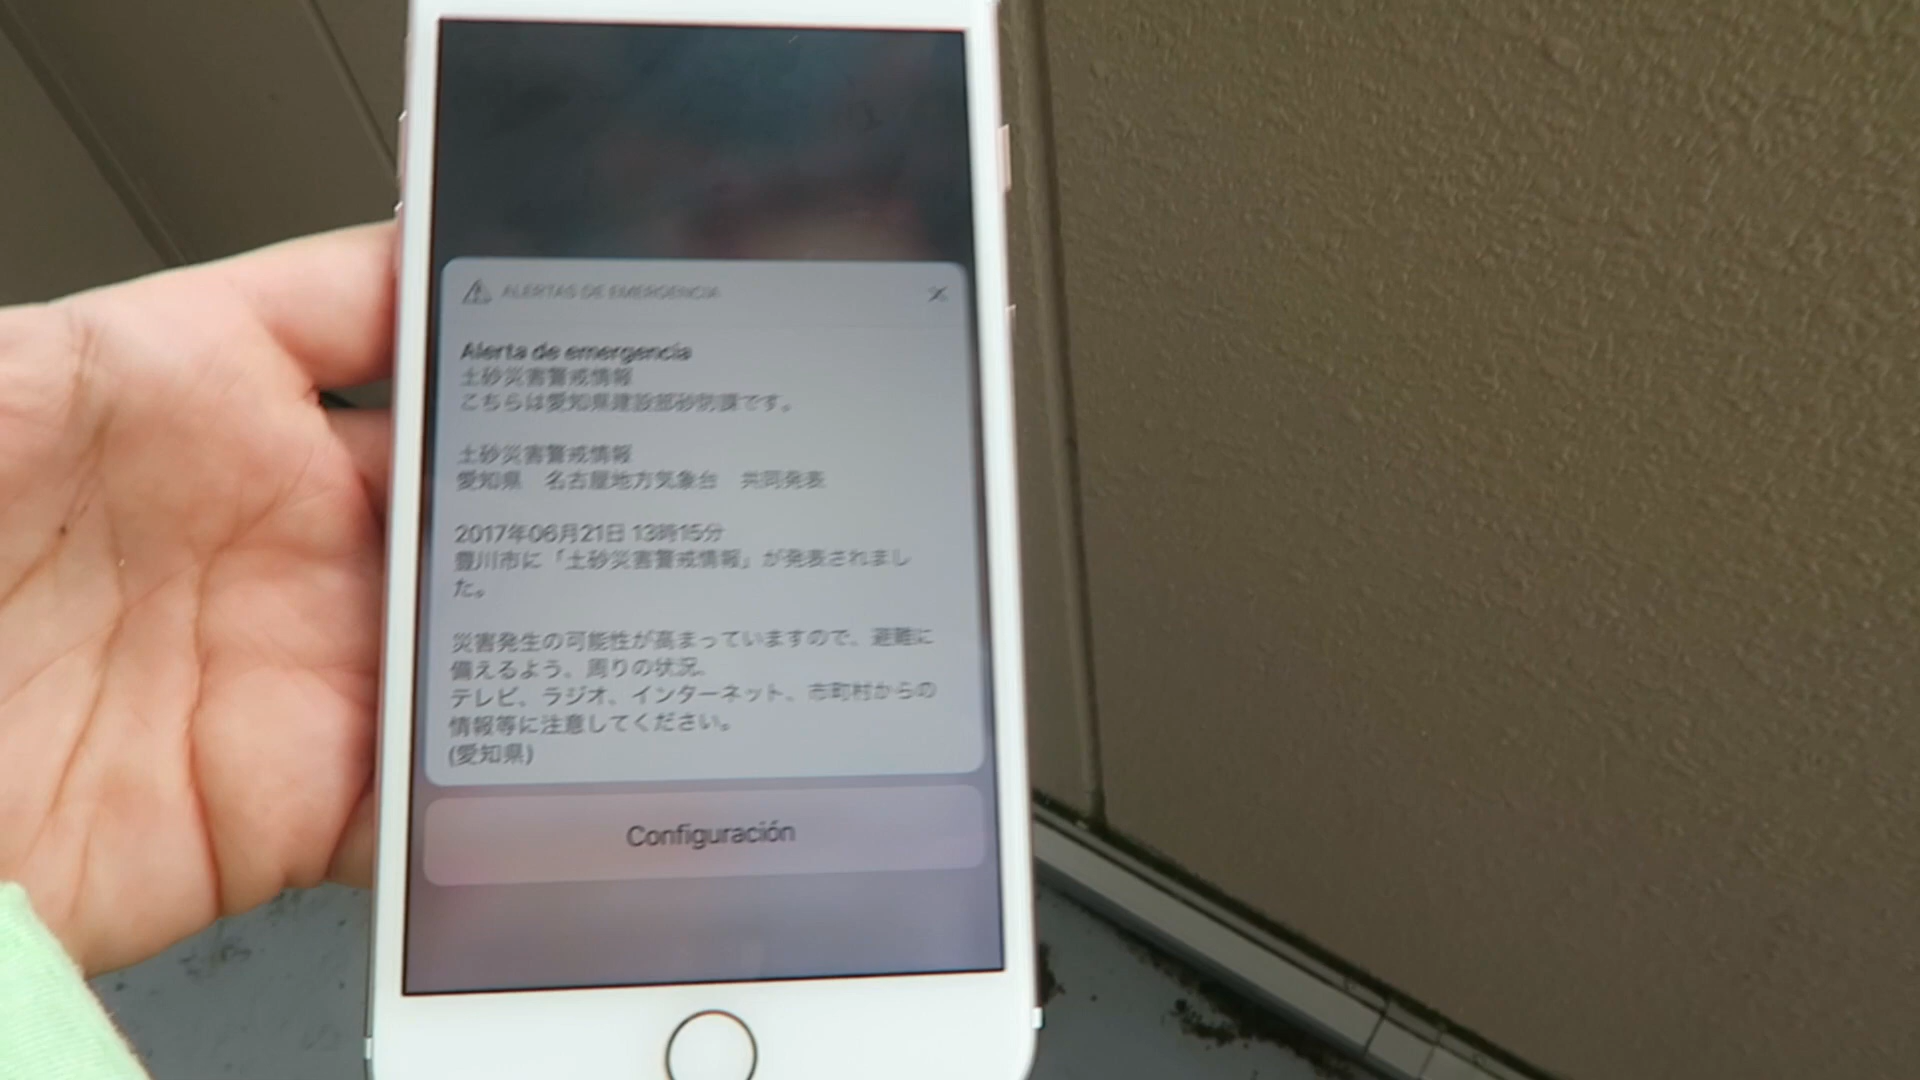 ALERTAS DE EMERGENCIA
Alerta de emergencia
土砂災害警戒情報
こちらは愛知県建設部砂防課です。
土砂災害警戒情報
愛知県　名古屋地方気象台　共同発表
2017年06月21日 13時15分
豊川市に「土砂災害警戒情報」が発表されまし
た。
災害発生の可能性が高まっていますので、避難に
備えるよう、周りの状況、
テレビ、ラジオ、インターネット、市町村からの
情報等に注意してください。
(愛知県)
Configuración